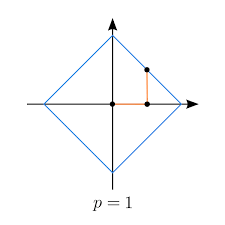 p = 1